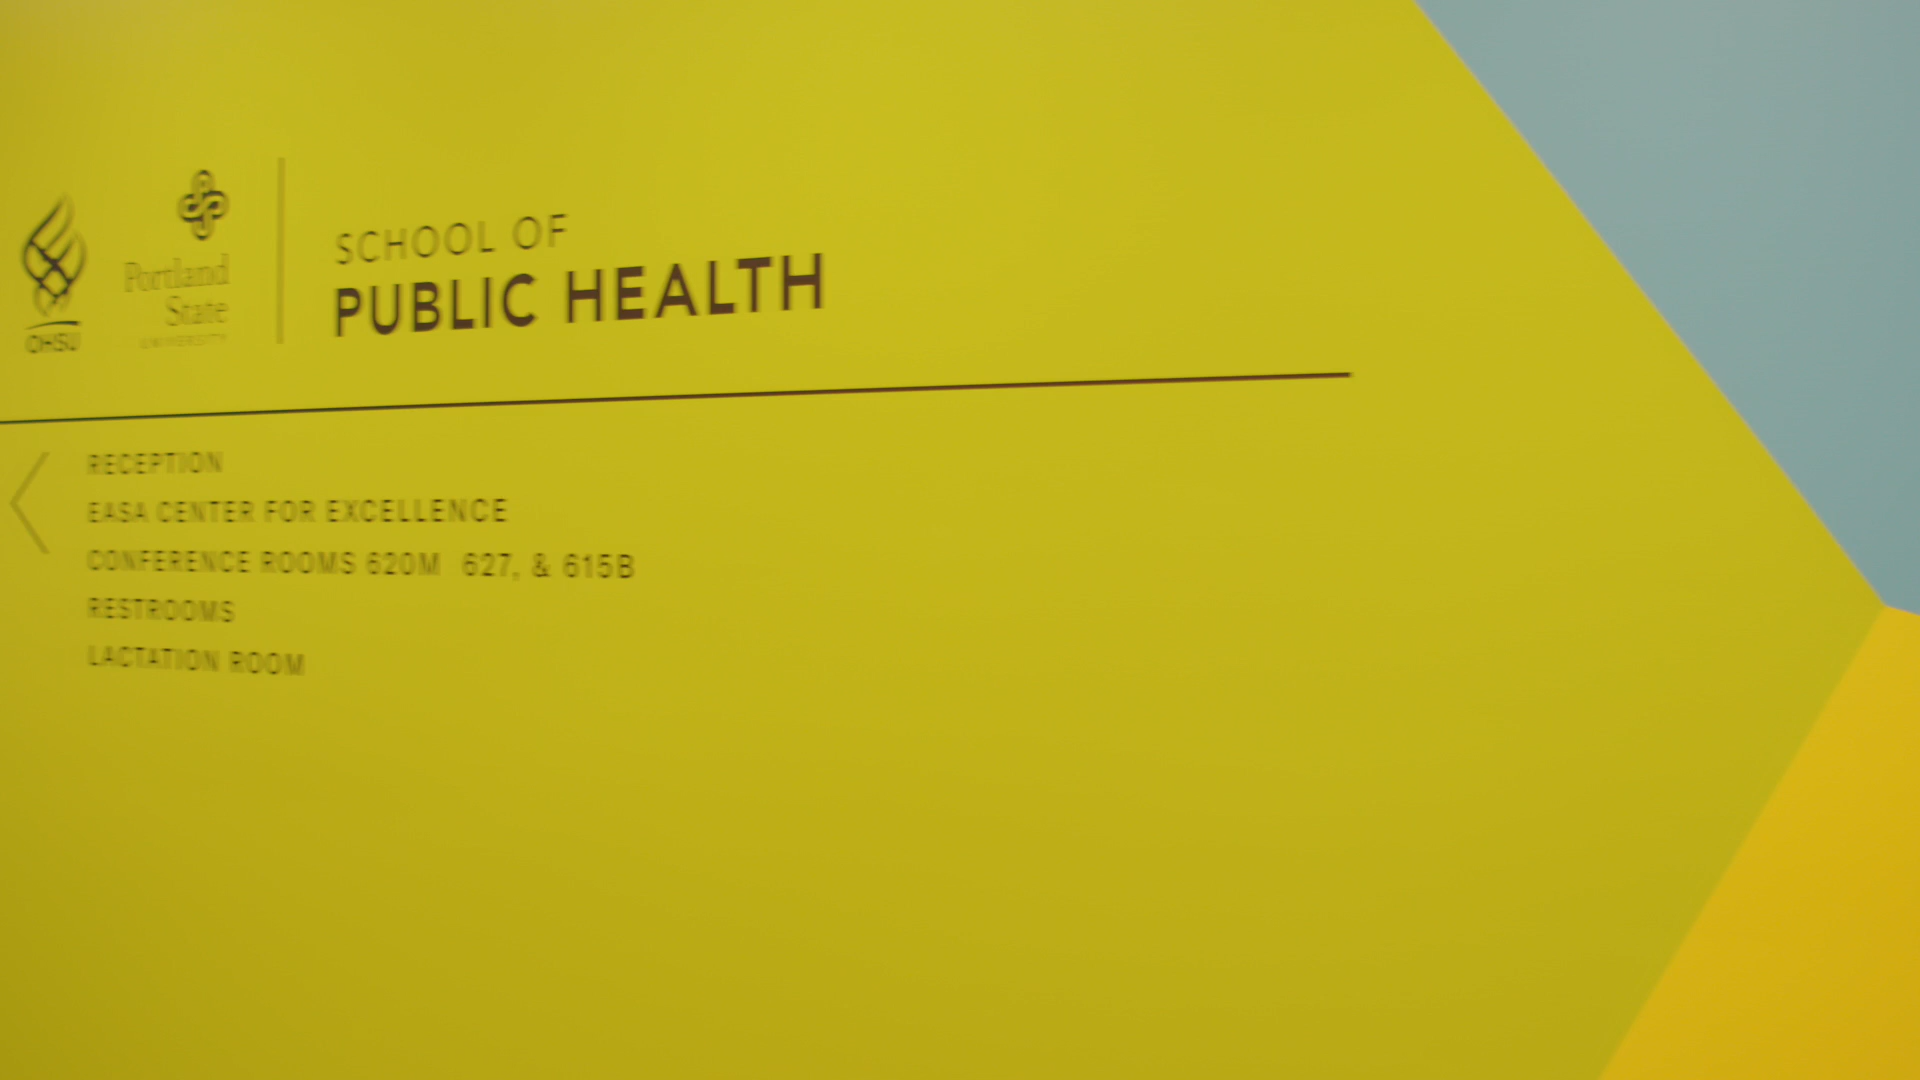 OHSU
Portland
State
UNIVERSITY
SCHOOL OF
PUBLIC HEALTH
RECEPTION
EASA CENTER FOR EXCELLENCE
CONFERENCE ROOMS 620M 627, & 615B
RESTROOMS
LACTATION ROOM